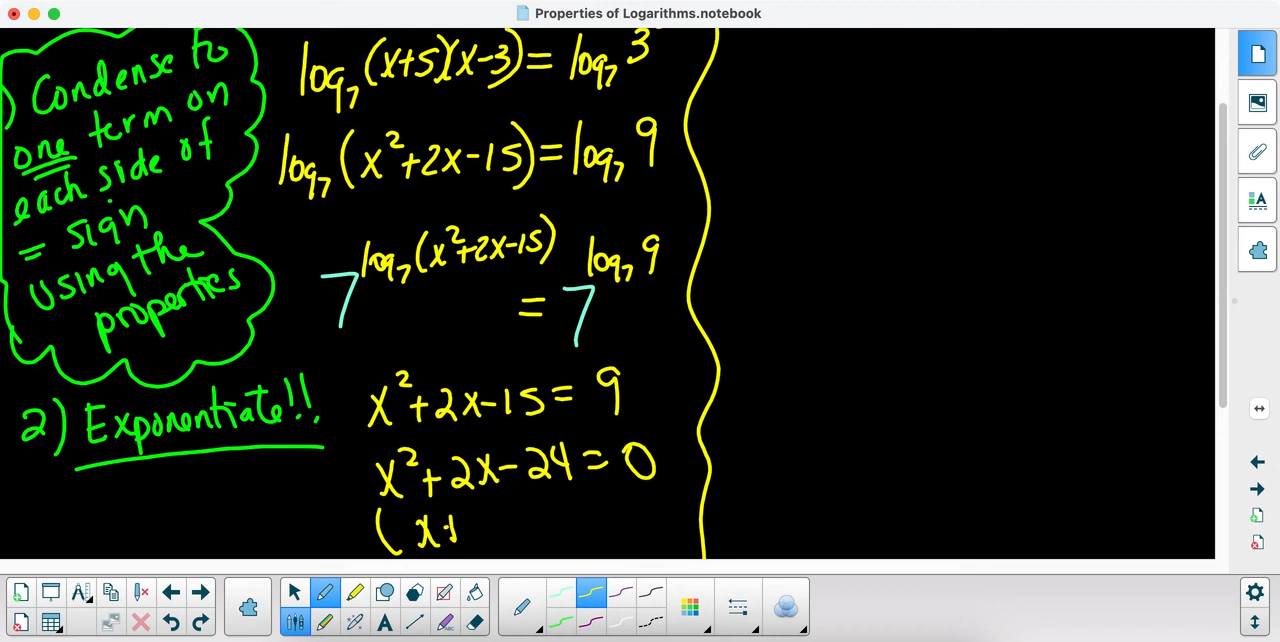 Properties of Logarithms.notebook
) Condense to
one term on
each side of
= sign
using the
properties
2) Exponentiate!!
log₇(x+5)(x-3) = log₇ 3
log₇(x²+2x-15) = log₇ 9
7^log₇(x²+2x-15) = 7^log₇ 9
x²+2x-15 = 9
x²+2x-24 = 0
(x+